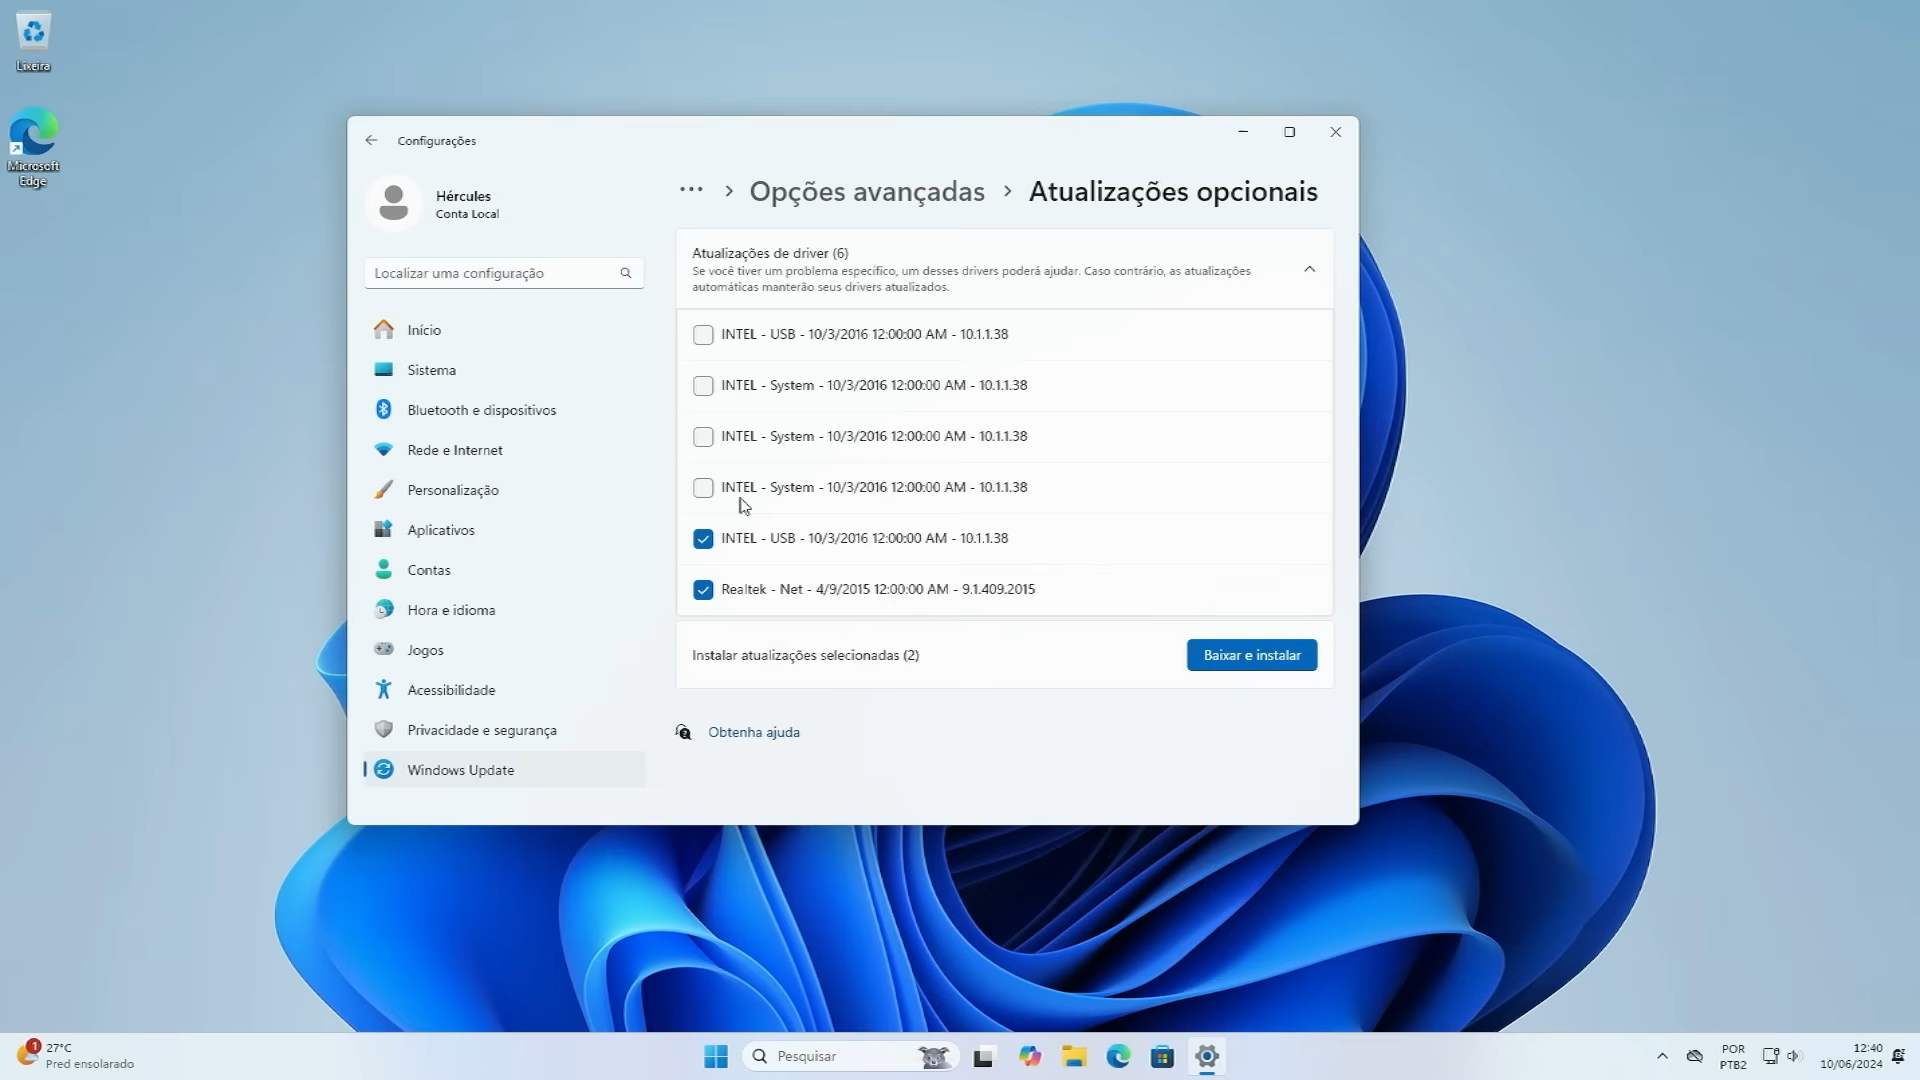 Lixeira
Microsoft
Edge
Configurações
Hércules
Conta Local
Localizar uma configuração
Início
Sistema
Bluetooth e dispositivos
Rede e Internet
Personalização
Aplicativos
Contas
Hora e idioma
Jogos
Acessibilidade
Privacidade e segurança
Windows Update
··· › Opções avançadas › Atualizações opcionais
Atualizações de driver (6)
Se você tiver um problema específico, um desses drivers poderá ajudar. Caso contrário, as atualizações
automáticas manterão seus drivers atualizados.
INTEL - USB - 10/3/2016 12:00:00 AM - 10.1.1.38
INTEL - System - 10/3/2016 12:00:00 AM - 10.1.1.38
INTEL - System - 10/3/2016 12:00:00 AM - 10.1.1.38
INTEL - System - 10/3/2016 12:00:00 AM - 10.1.1.38
INTEL - USB - 10/3/2016 12:00:00 AM - 10.1.1.38
Realtek - Net - 4/9/2015 12:00:00 AM - 9.1.409.2015
Instalar atualizações selecionadas (2)
Baixar e instalar
Obtenha ajuda
1
27°C
Pred ensolarado
Pesquisar
POR
PTB2
12:40
10/06/2024